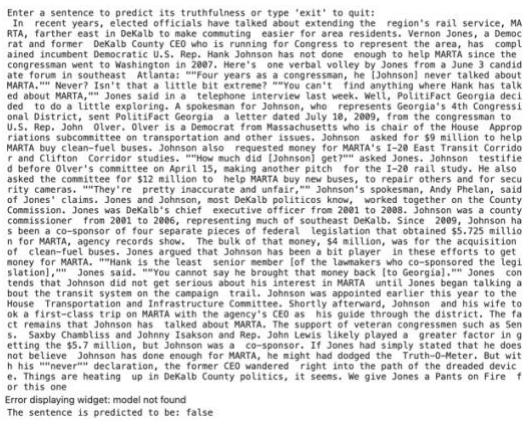 Enter a sentence to predict its truthfulness or type 'exit' to quit:
In recent years, elected officials have talked about extending the region's rail service, MA
RTA, farther east in DeKalb to make commuting easier for area residents. Vernon Jones, a Democ
rat and former DeKalb County CEO who is running for Congress to represent the area, has compl
ained incumbent Democratic U.S. Rep. Hank Johnson has not done enough to help MARTA since the
congressman went to Washington in 2007. Here's one verbal volley by Jones from a June 3 candid
ate forum in southeast Atlanta: ""Four years as a congressman, he [Johnson] never talked about
MARTA."" Never? Isn't that a little bit extreme? ""You can't find anything where Hank has talk
ed about MARTA,"" Jones said in a telephone interview last week. Well, PolitiFact Georgia deci
ded to do a little exploring. A spokesman for Johnson, who represents Georgia's 4th Congressi
onal District, sent PolitiFact Georgia a letter dated July 10, 2009, from the congressman to
U.S. Rep. John Olver. Olver is a Democrat from Massachusetts who is chair of the House Approp
riations subcommittee on transportation and other issues. Johnson asked for $9 million to help
MARTA buy clean-fuel buses. Johnson also requested money for MARTA's I-20 East Transit Corrido
r and Clifton Corridor studies. ""How much did [Johnson] get?"" asked Jones. Johnson testifie
d before Olver's committee on April 15, making another pitch for the I-20 rail study. He also
asked the committee for $12 million to help MARTA buy new buses, to repair others and for secu
rity cameras. ""They're pretty inaccurate and unfair,"" Johnson's spokesman, Andy Phelan, said
of Jones' claims. Jones and Johnson, most DeKalb politicos know, worked together on the County
Commission. Jones was DeKalb's chief executive officer from 2001 to 2008. Johnson was a county
commissioner from 2001 to 2006, representing much of southeast DeKalb. Since 2009, Johnson ha
s been a co-sponsor of four separate pieces of federal legislation that obtained $5.725 millio
n for MARTA, agency records show. The bulk of that money, $4 million, was for the acquisition
of clean-fuel buses. Jones argued that Johnson has been a bit player in these efforts to get
money for MARTA. ""Hank is the least senior member [of the lawmakers who co-sponsored the legi
slation],"" Jones said. ""You cannot say he brought that money back [to Georgia]."" Jones con
tends that Johnson did not get serious about his interest in MARTA until Jones began talking a
bout the transit system on the campaign trail. Johnson was appointed earlier this year to the
House Transportation and Infrastructure Committee. Shortly afterward, Johnson and his wife to
ok a first-class trip on MARTA with the agency's CEO as his guide through the district. The fa
ct remains that Johnson has talked about MARTA. The support of veteran congressmen such as Sen
s. Saxby Chambliss and Johnny Isakson and Rep. John Lewis likely played a greater factor in g
etting the $5.7 million, but Johnson was a co-sponsor. If Jones had simply stated that he does
not believe Johnson has done enough for MARTA, he might had dodged the Truth-O-Meter. But wit
h his ""never"" declaration, the former CEO wandered right into the path of the dreaded devic
e. Things are heating up in DeKalb County politics, it seems. We give Jones a Pants on Fire f
or this one
Error displaying widget: model not found
The sentence is predicted to be: false